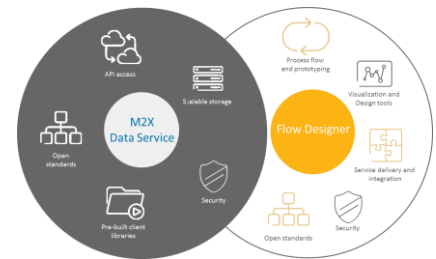 API access
Scalable storage
M2X
Data Service
Open
standards
Security
Pre-built client
libraries
Process flow
and prototyping
Visualization and
Design tools
Flow Designer
Service delivery and
integration
Security
Open standards